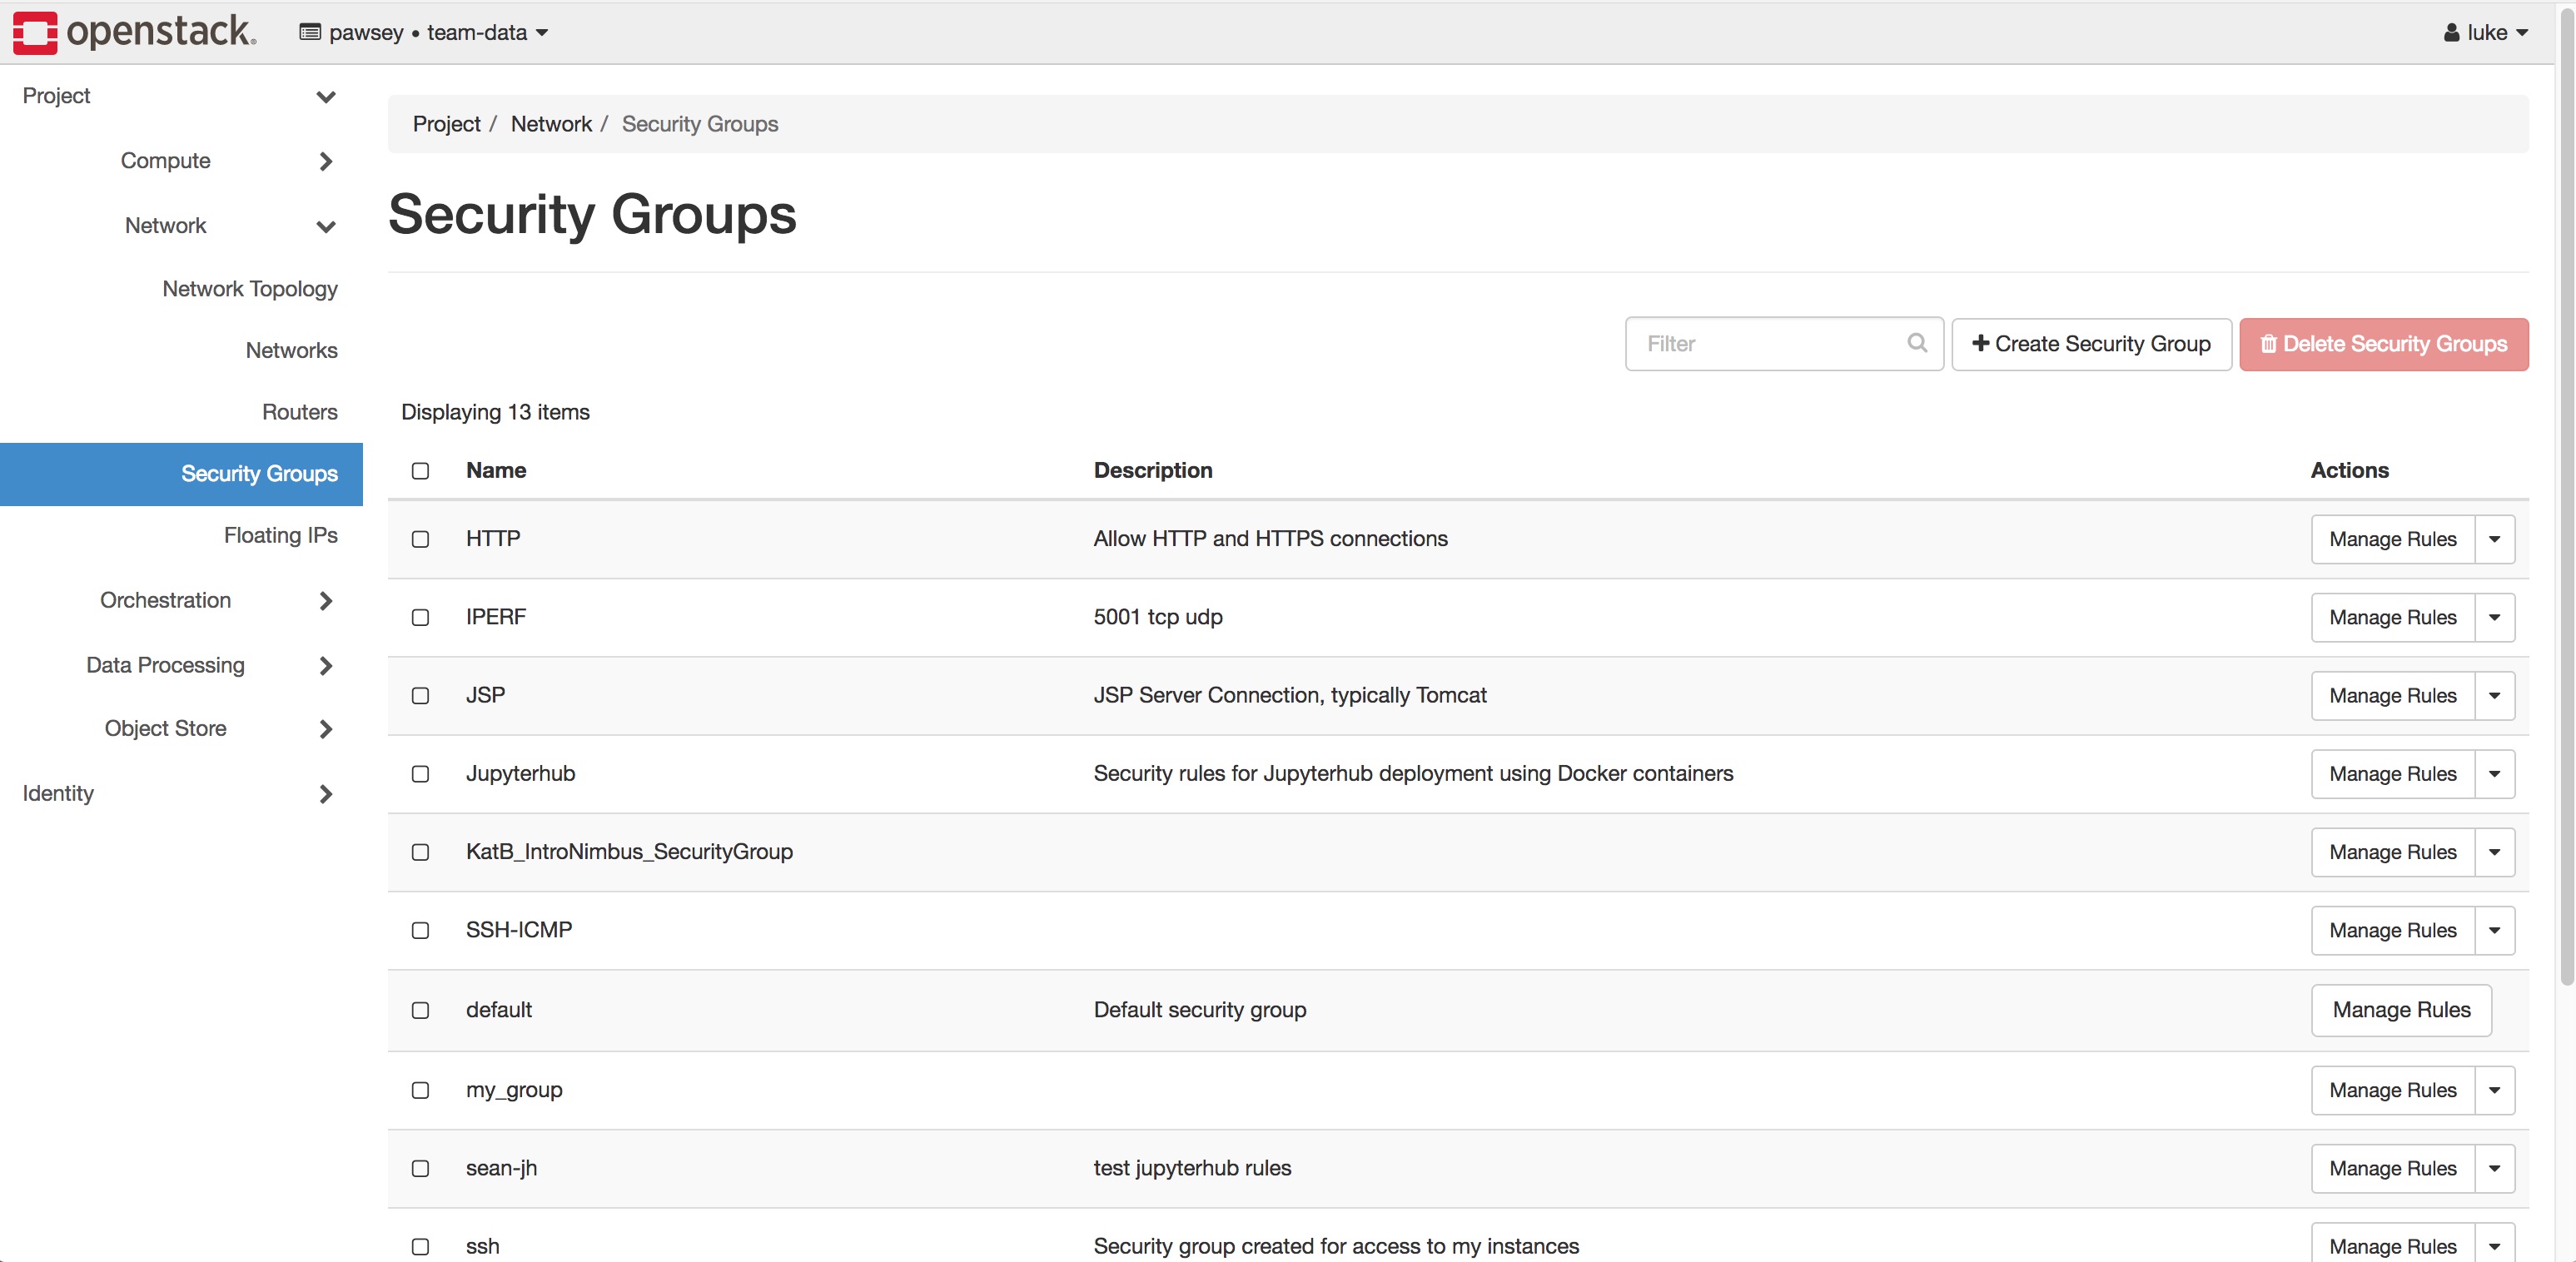 openstack.
pawsey • team-data
luke
Project
Compute
Network
Network Topology
Networks
Routers
Security Groups
Floating IPs
Orchestration
Data Processing
Object Store
Identity
Project / Network / Security Groups
Security Groups
Filter
Create Security Group
Delete Security Groups
Displaying 13 items
Name Description Actions
HTTP Allow HTTP and HTTPS connections Manage Rules
IPERF 5001 tcp udp Manage Rules
JSP JSP Server Connection, typically Tomcat Manage Rules
Jupyterhub Security rules for Jupyterhub deployment using Docker containers Manage Rules
KatB_IntroNimbus_SecurityGroup Manage Rules
SSH-ICMP Manage Rules
default Default security group Manage Rules
my_group Manage Rules
sean-jh test jupyterhub rules Manage Rules
ssh Security group created for access to my instances Manage Rules